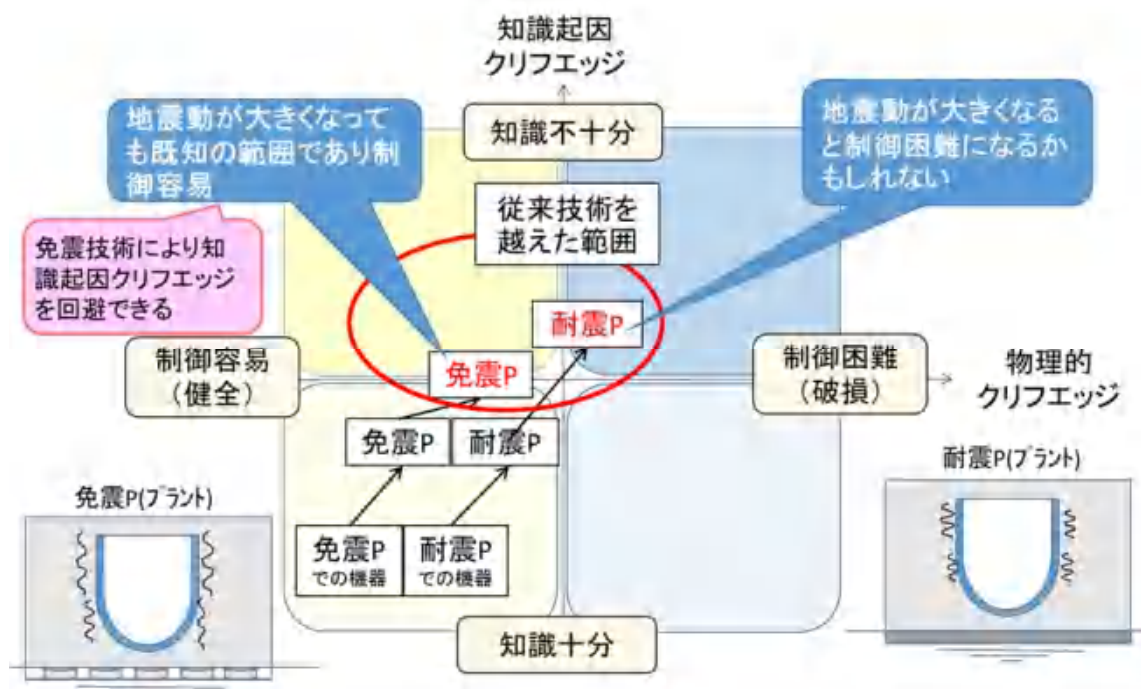 知識起因
クリフエッジ
地震動が大きくなって
も既知の範囲であり制
御容易
知識不十分
地震動が大きくなる
と制御困難になるか
もしれない
従来技術を
越えた範囲
免震技術により知
識起因クリフエッジ
を回避できる
耐震P
制御容易
(健全)
免震P
制御困難
(破損)
物理的
クリフエッジ
免震P
耐震P
免震P(プラント)
耐震P(プラント)
免震P
での機器
耐震P
での機器
知識十分